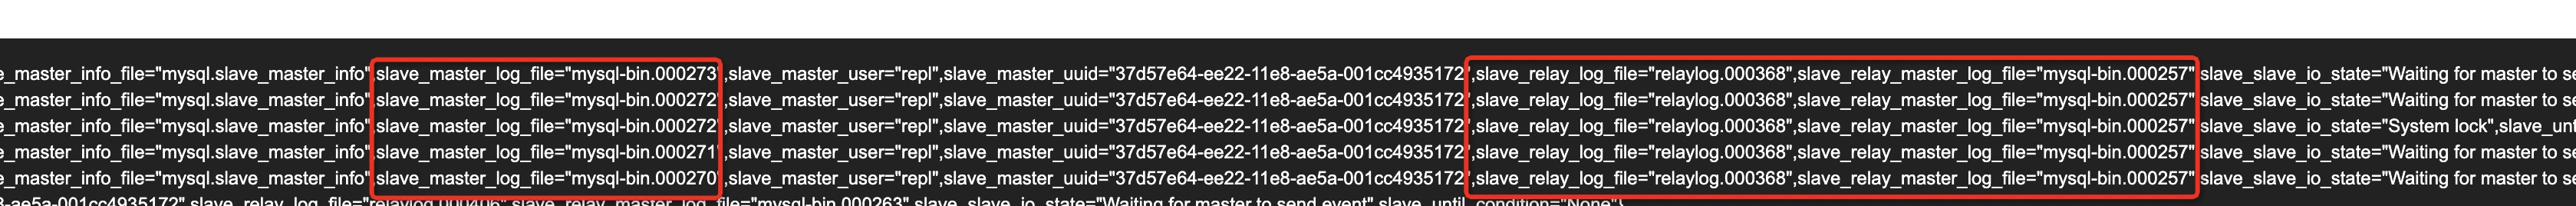 e_master_info_file="mysql.slave_master_info",slave_master_log_file="mysql-bin.000273",slave_master_user="repl",slave_master_uuid="37d57e64-ee22-11e8-ae5a-001cc4935172",slave_relay_log_file="relaylog.000368",slave_relay_master_log_file="mysql-bin.000257",slave_slave_io_state="Waiting for master to se
e_master_info_file="mysql.slave_master_info",slave_master_log_file="mysql-bin.000272",slave_master_user="repl",slave_master_uuid="37d57e64-ee22-11e8-ae5a-001cc4935172",slave_relay_log_file="relaylog.000368",slave_relay_master_log_file="mysql-bin.000257",slave_slave_io_state="Waiting for master to se
e_master_info_file="mysql.slave_master_info",slave_master_log_file="mysql-bin.000272",slave_master_user="repl",slave_master_uuid="37d57e64-ee22-11e8-ae5a-001cc4935172",slave_relay_log_file="relaylog.000368",slave_relay_master_log_file="mysql-bin.000257",slave_slave_io_state="System lock",slave_unt
e_master_info_file="mysql.slave_master_info",slave_master_log_file="mysql-bin.000271",slave_master_user="repl",slave_master_uuid="37d57e64-ee22-11e8-ae5a-001cc4935172",slave_relay_log_file="relaylog.000368",slave_relay_master_log_file="mysql-bin.000257",slave_slave_io_state="Waiting for master to se
e_master_info_file="mysql.slave_master_info",slave_master_log_file="mysql-bin.000270",slave_master_user="repl",slave_master_uuid="37d57e64-ee22-11e8-ae5a-001cc4935172",slave_relay_log_file="relaylog.000368",slave_relay_master_log_file="mysql-bin.000257",slave_slave_io_state="Waiting for master to se
8-ae5a-001cc4935172",slave_relay_log_file="relaylog.000406",slave_relay_master_log_file="mysql-bin.000263",slave_slave_io_state="Waiting for master to send event",slave_until_condition="None"}